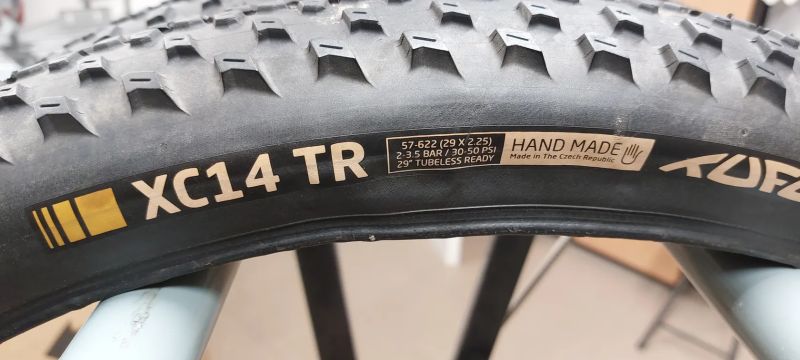 XC14 TR
57-622 (29 X 2.25)
2-3.5 BAR / 30-50 PSI
29" TUBELESS READY
HAND MADE
Made in The Czech Republic